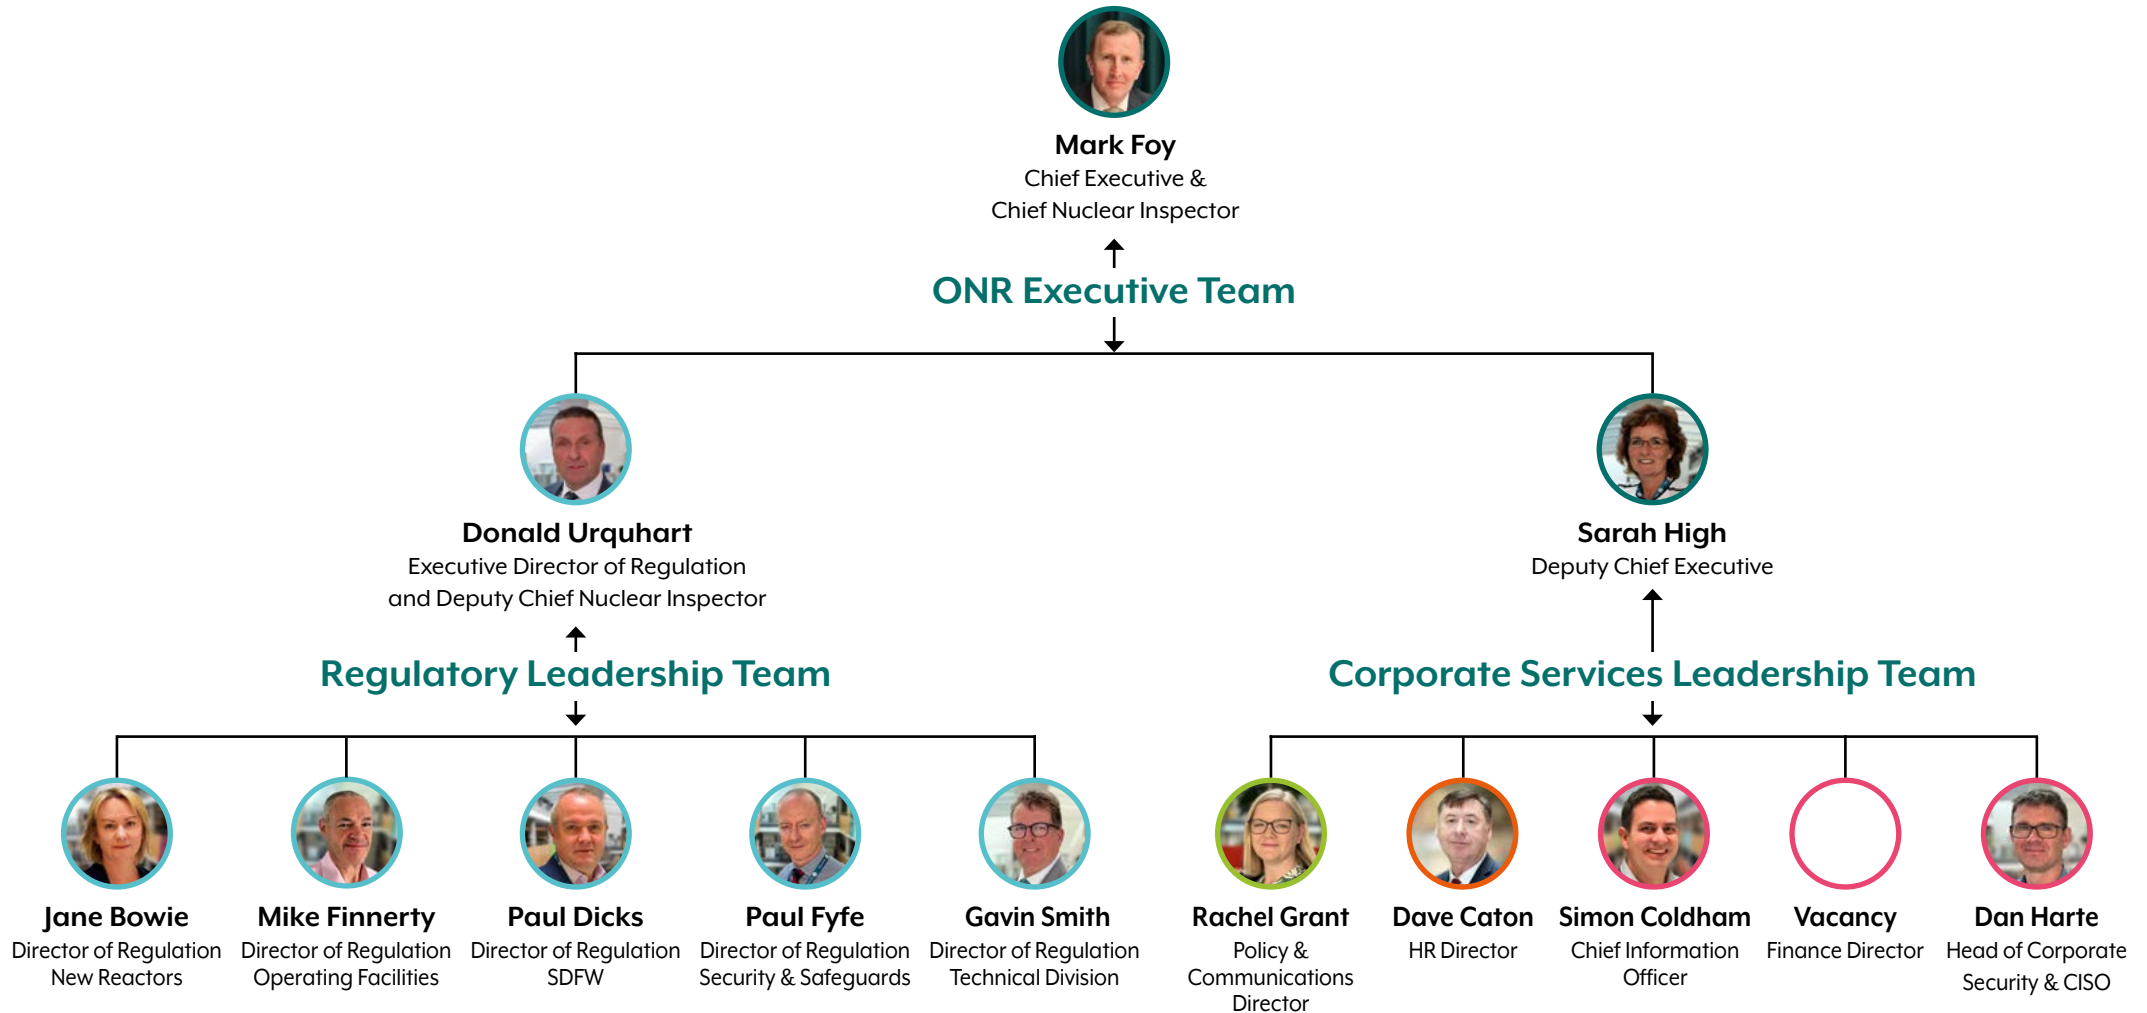 Mark Foy
Chief Executive &
Chief Nuclear Inspector
ONR Executive Team
Donald Urquhart
Executive Director of Regulation
and Deputy Chief Nuclear Inspector
Sarah High
Deputy Chief Executive
Regulatory Leadership Team
Corporate Services Leadership Team
Jane Bowie
Director of Regulation
New Reactors
Mike Finnerty
Director of Regulation
Operating Facilities
Paul Dicks
Director of Regulation
SDFW
Paul Fyfe
Director of Regulation
Security & Safeguards
Gavin Smith
Director of Regulation
Technical Division
Rachel Grant
Policy &
Communications
Director
Dave Caton
HR Director
Simon Coldham
Chief Information
Officer
Vacancy
Finance Director
Dan Harte
Head of Corporate
Security & CISO